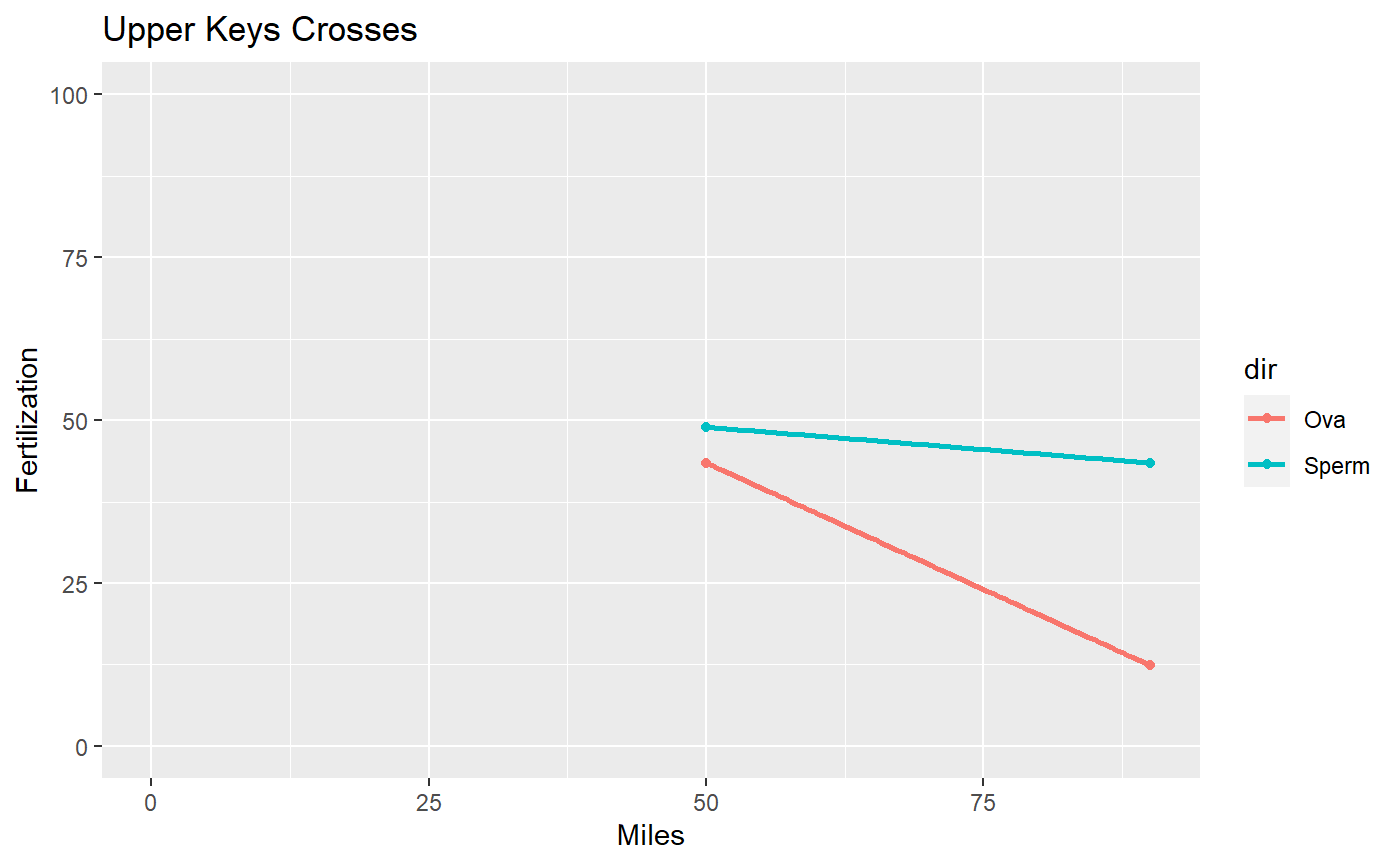 Upper Keys Crosses
100
75
50
25
0
Fertilization
0 25 50 75
Miles
dir
Ova
Sperm